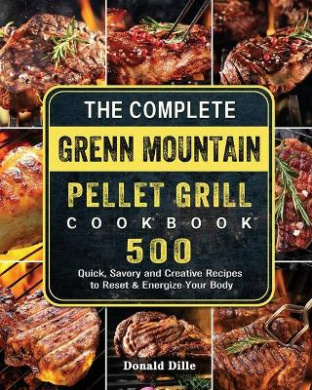 THE COMPLETE
GRENN MOUNTAIN
PELLET GRILL
COOKBOOK
500
Quick, Savory and Creative Recipes
to Reset & Energize Your Body
Donald Dille